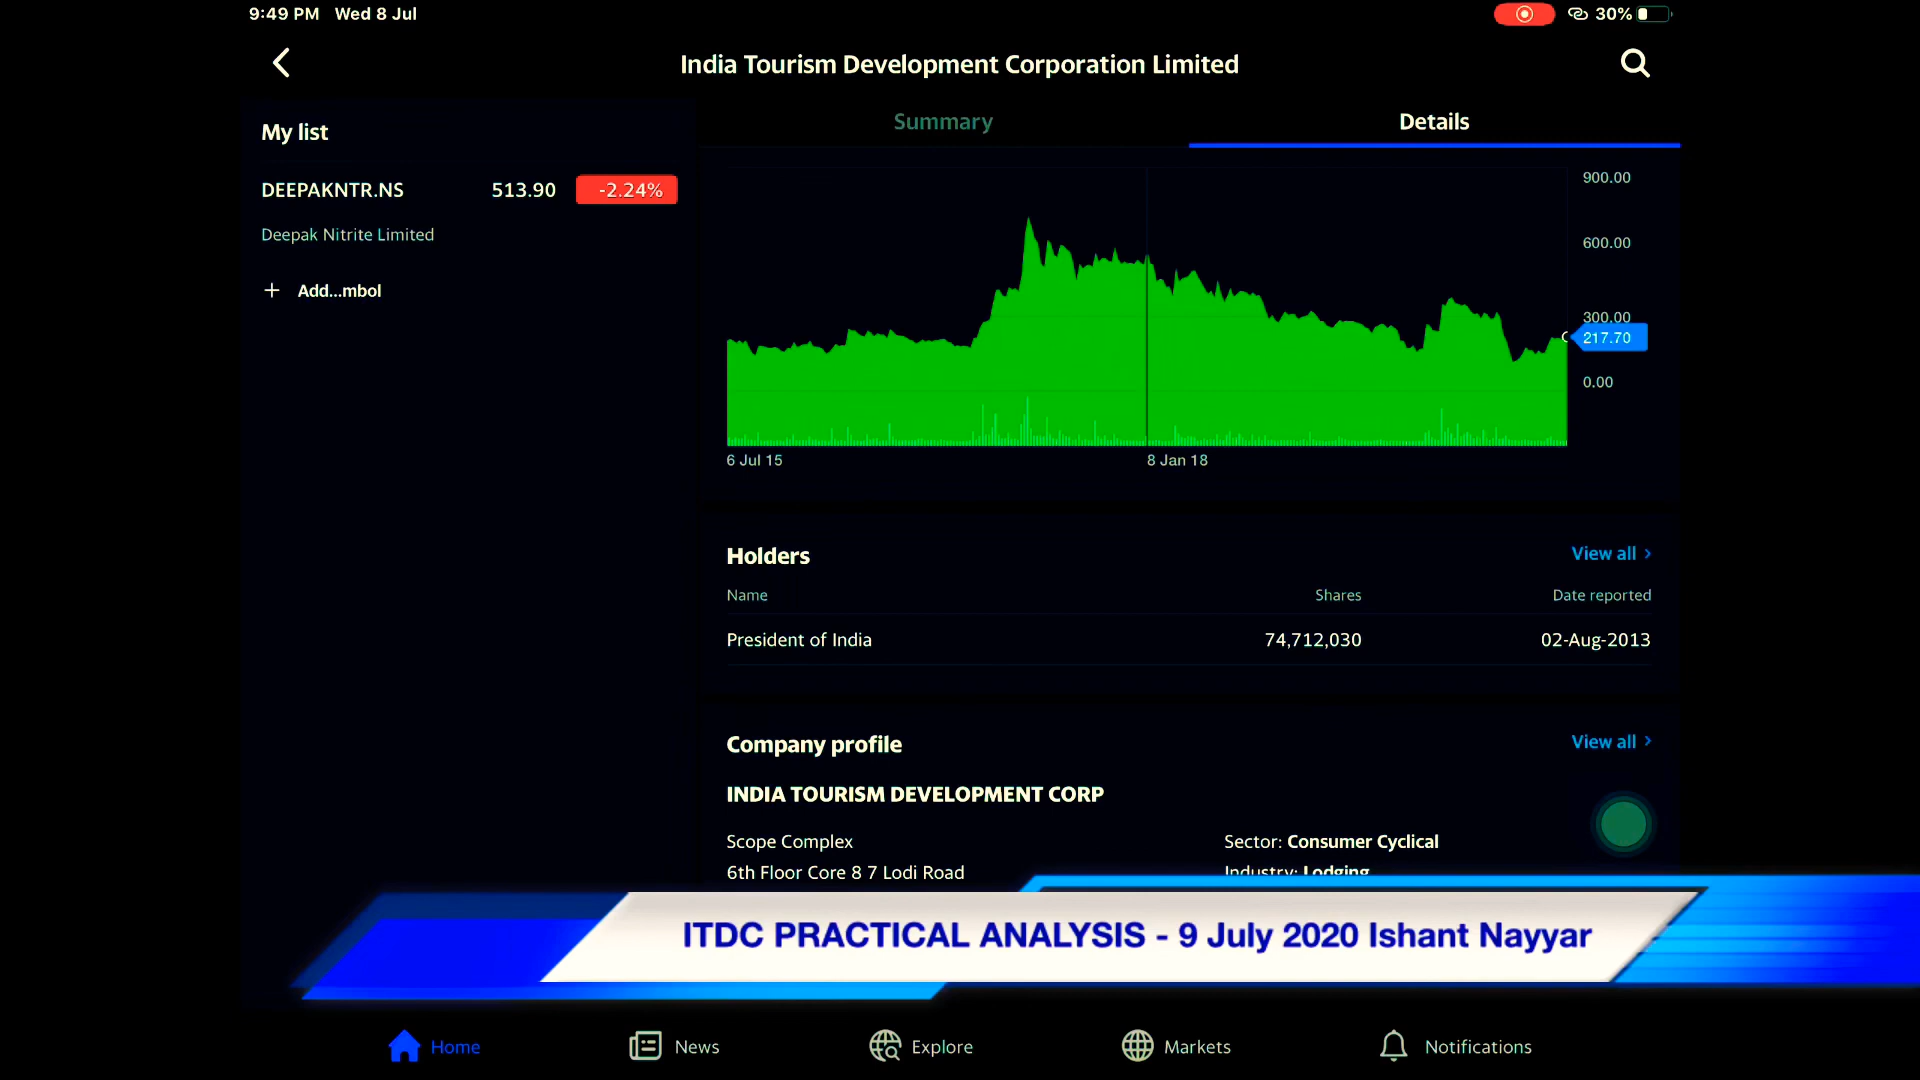 9:49 PM Wed 8 Jul
30%
India Tourism Development Corporation Limited
My list
Summary
Details
DEEPAKNTR.NS 513.90 -2.24%
Deepak Nitrite Limited
Add...mbol
900.00
600.00
300.00
217.70
0.00
6 Jul 15
8 Jan 18
Holders
View all
Name Shares Date reported
President of India 74,712,030 02-Aug-2013
Company profile
View all
INDIA TOURISM DEVELOPMENT CORP
Scope Complex
Sector: Consumer Cyclical
6th Floor Core 8 7 Lodi Road
Industry: Lodging
ITDC PRACTICAL ANALYSIS - 9 July 2020 Ishant Nayyar
Home News Explore Markets Notifications